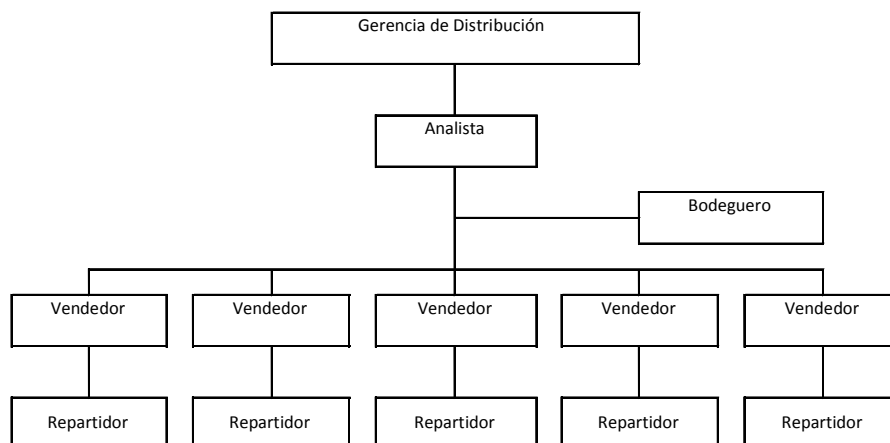 Gerencia de Distribución
Analista
Bodeguero
Vendedor
Vendedor
Vendedor
Vendedor
Vendedor
Repartidor
Repartidor
Repartidor
Repartidor
Repartidor